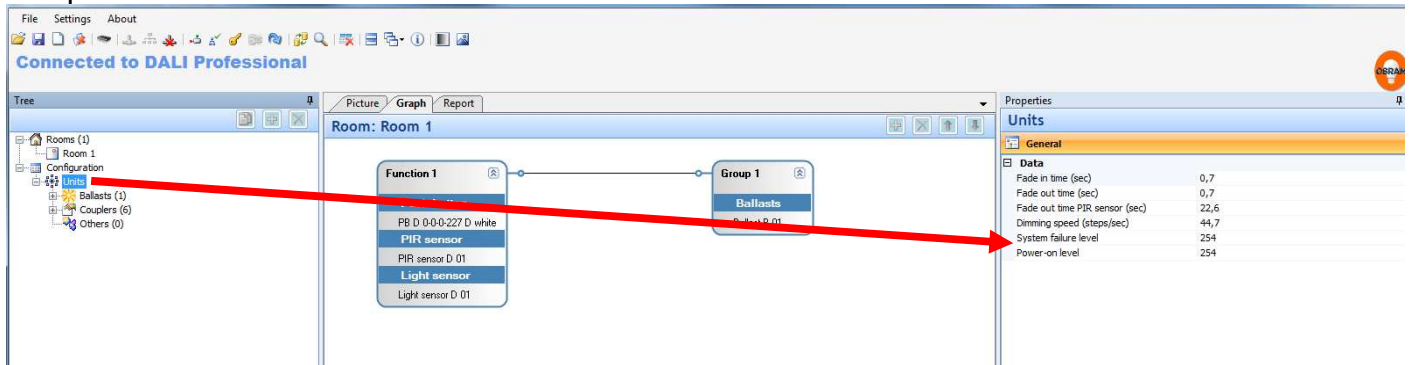 File Settings About
Connected to DALI Professional
OSRAM
Tree
Rooms (1)
Room 1
Configuration
Units
Ballasts (1)
Couplers (6)
Others (0)
Picture Graph Report
Room: Room 1
Function 1
PB D 0-0-0-227 D white
PIR sensor
PIR sensor D 01
Light sensor
Light sensor D 01
Group 1
Ballasts
Properties
Units
General
Data
Fade in time (sec) 0,7
Fade out time (sec) 0,7
Fade out time PIR sensor (sec) 22,6
Dimming speed (steps/sec) 44,7
System failure level 254
Power-on level 254